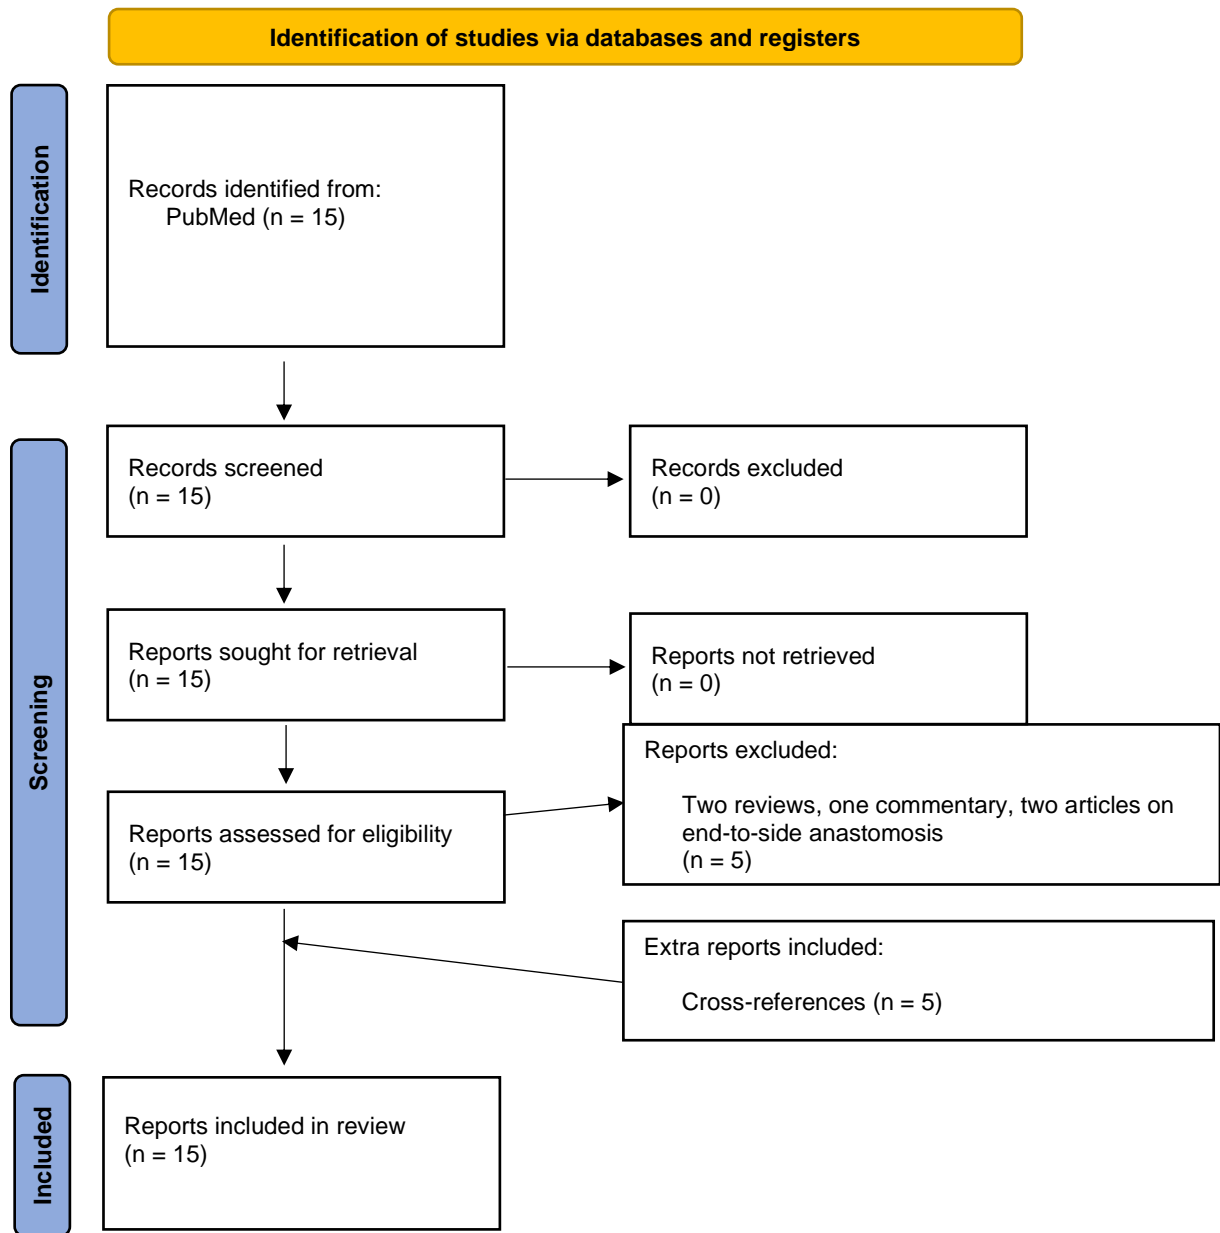 Identification of studies via databases and registers
Identification
Records identified from:
PubMed (n = 15)
Screening
Records screened
(n = 15)
Records excluded
(n = 0)
Reports sought for retrieval
(n = 15)
Reports not retrieved
(n = 0)
Reports assessed for eligibility
(n = 15)
Reports excluded:
Two reviews, one commentary, two articles on
end-to-side anastomosis
(n = 5)
Extra reports included:
Cross-references (n = 5)
Included
Reports included in review
(n = 15)